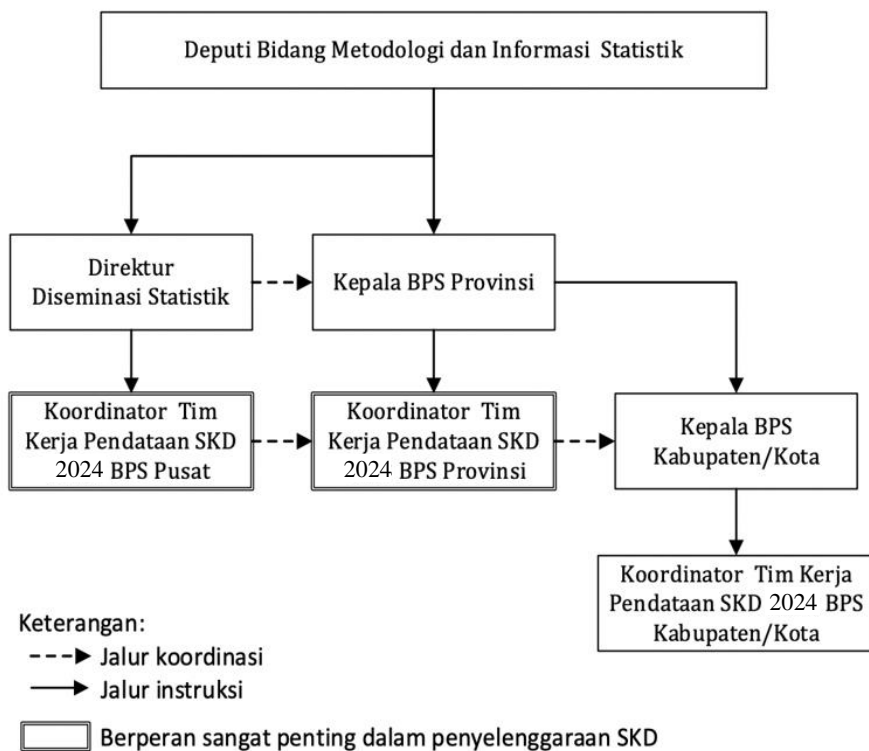 Deputi Bidang Metodologi dan Informasi Statistik
Direktur
Diseminasi Statistik
Kepala BPS Provinsi
Koordinator Tim
Kerja Pendataan SKD
2024 BPS Pusat
Koordinator Tim
Kerja Pendataan SKD
2024 BPS Provinsi
Kepala BPS
Kabupaten/Kota
Koordinator Tim Kerja
Pendataan SKD 2024 BPS
Kabupaten/Kota
Keterangan:
Jalur koordinasi
Jalur instruksi
Berperan sangat penting dalam penyelenggaraan SKD